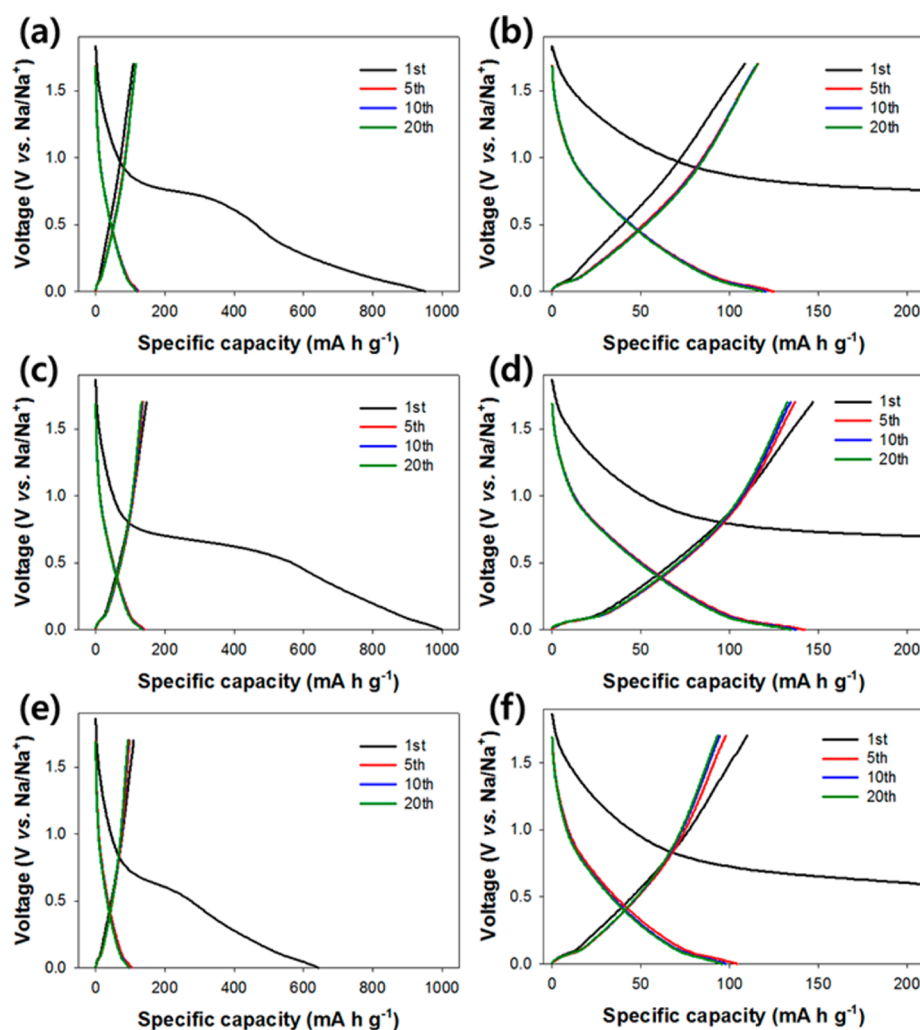 (a)
Voltage (V vs. Na/Na⁺)
1.5
1.0
0.5
0.0
1st
5th
10th
20th
0 200 400 600 800 1000
Specific capacity (mA h g⁻¹)
(b)
Voltage (V vs. Na/Na⁺)
1.5
1.0
0.5
0.0
1st
5th
10th
20th
0 50 100 150 200
Specific capacity (mA h g⁻¹)
(c)
Voltage (V vs. Na/Na⁺)
1.5
1.0
0.5
0.0
1st
5th
10th
20th
0 200 400 600 800 1000
Specific capacity (mA h g⁻¹)
(d)
Voltage (V vs. Na/Na⁺)
1.5
1.0
0.5
0.0
1st
5th
10th
20th
0 50 100 150 200
Specific capacity (mA h g⁻¹)
(e)
Voltage (V vs. Na/Na⁺)
1.5
1.0
0.5
0.0
1st
5th
10th
20th
0 200 400 600 800 1000
Specific capacity (mA h g⁻¹)
(f)
Voltage (V vs. Na/Na⁺)
1.5
1.0
0.5
0.0
1st
5th
10th
20th
0 50 100 150 200
Specific capacity (mA h g⁻¹)